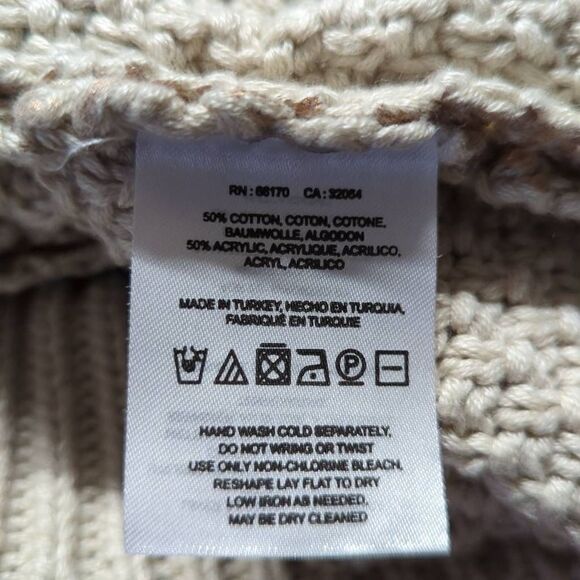 RN : 66170 CA : 32064
50% COTTON, COTON, COTONE,
BAUMWOLLE, ALGODON
50% ACRYLIC, ACRYLIQUE, ACRILICO,
ACRYL, ACRILICO
MADE IN TURKEY, HECHO EN TURQUIA,
FABRIQUÉ EN TURQUIE
P
HAND WASH COLD SEPARATELY,
DO NOT WRING OR TWIST
USE ONLY NON-CHLORINE BLEACH,
RESHAPE LAY FLAT TO DRY
LOW IRON AS NEEDED,
MAY BE DRY CLEANED